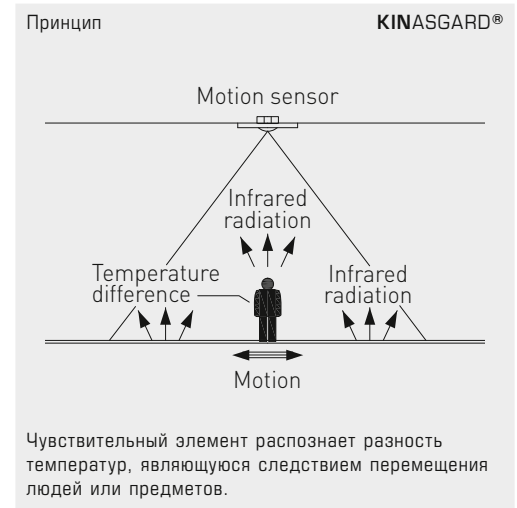 Принцип KINASGARD®
Motion sensor
Infrared
radiation
Temperature
difference
Infrared
radiation
Motion
Чувствительный элемент распознает разность
температур, являющуюся следствием перемещения
людей или предметов.